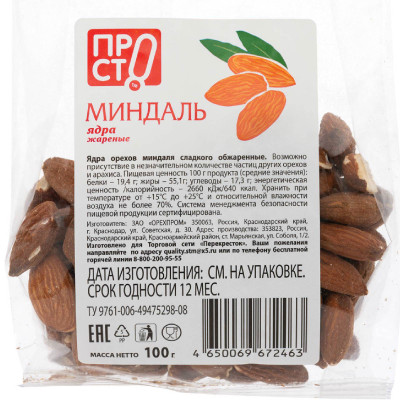 ПРОСТО!
МИНДАЛЬ
ядра
жареные
Ядра орехов миндаля сладкого обжаренные. Возможно
присутствие в незначительном количестве частиц других орехов
и арахиса. Пищевая ценность 100 г продукта (средние значения):
белки – 19,4 г; жиры – 55,1г; углеводы – 17,3 г; энергетическая
ценность /калорийность – 2660 кДж/640 ккал. Хранить при
температуре от +15°С до +25°С и относительной влажности
воздуха не более 70%. Система менеджмента безопасности
пищевой продукции сертифицирована.
Изготовитель: ЗАО «ОРЕХПРОМ» 350063, Россия, Краснодарский край,
г. Краснодар, ул. Советская, д. 30. Адрес производства: 353823, Россия,
Краснодарский край, Красноармейский район, ст. Марьянская, ул. Собола, 1/2.
Изготовлено для Торговой сети «Перекресток». Ваши пожелания
направляйте по адресу quality.stm@x5.ru или по телефону бесплатной
горячей линии 8-800-200-95-55
ДАТА ИЗГОТОВЛЕНИЯ: СМ. НА УПАКОВКЕ.
СРОК ГОДНОСТИ 12 МЕС.
ТУ 9761-006-49475298-08
EAC
PP
МАССА НЕТТО 100 г
4 650069 672463